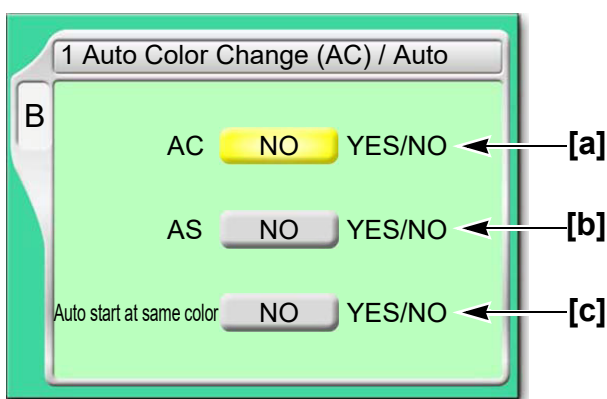 1 Auto Color Change (AC) / Auto
B
AC NO YES/NO [a]
AS NO YES/NO [b]
Auto start at same color NO YES/NO [c]